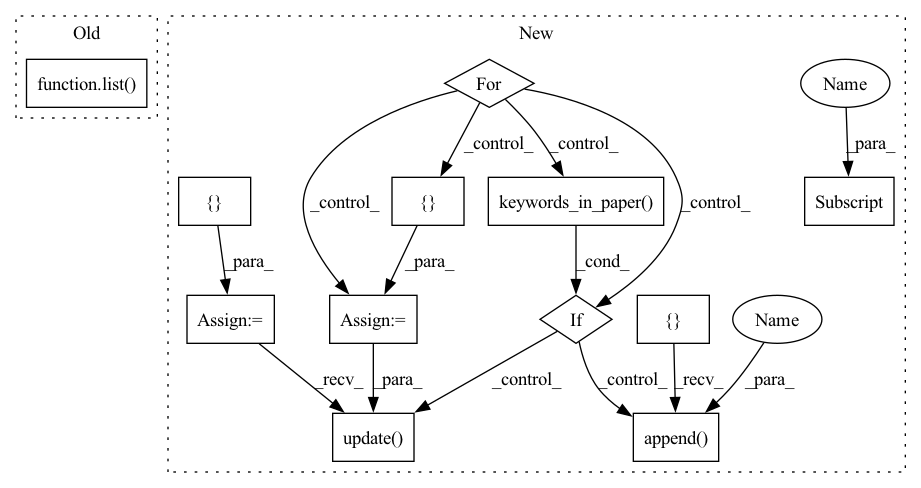 Old
New
function.list()
For
Name
_control_
_control_
_para_
{}
{}
keywords_in_paper()
Subscript
_control_
_control_
_para_
_para_
_cond_
Assign:=
Assign:=
If
{}
Name
_recv_
_para_
_control_
_control_
_recv_
_para_
update()
append()